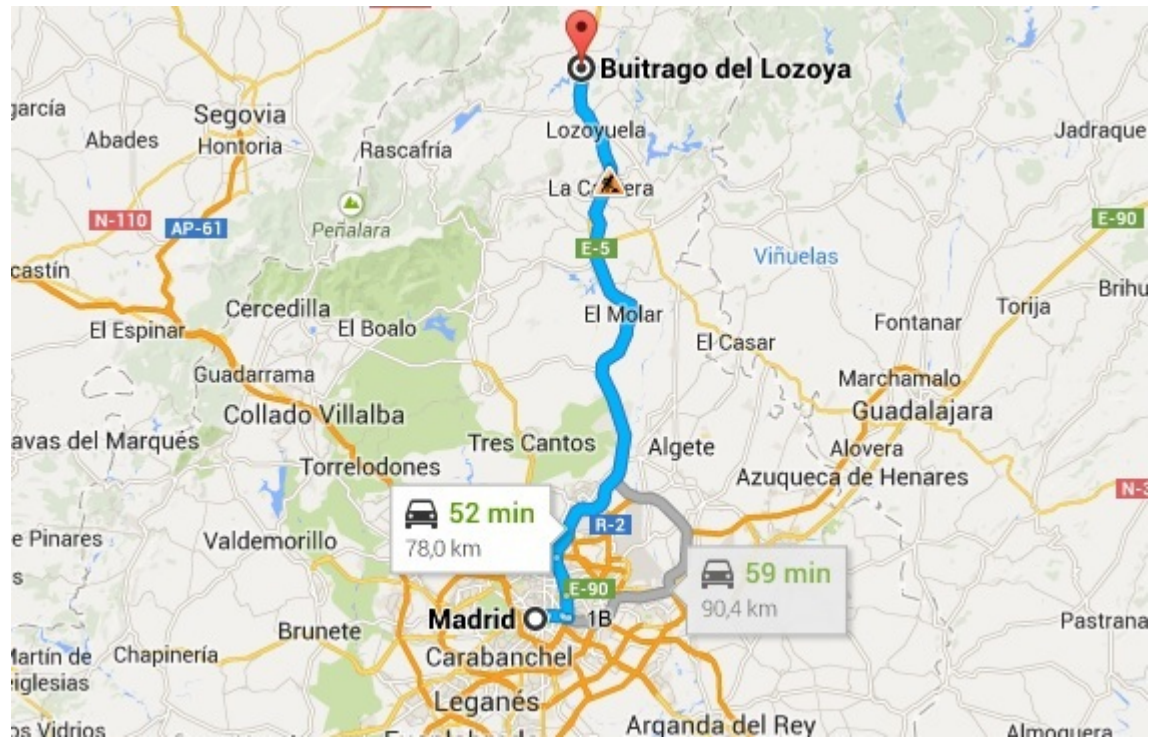 Buitrago del Lozoya
García
Segovia
Lozoyuela
Jadraque
Abades
Hontoria
Rascafría
N-110
AP-61
Peñalara
E-5
E-90
Viñuelas
castín
Cercedilla
El Molar
Torija
Brihu
El Espinar
El Boalo
El Casar
Fontanar
Guadarrama
Marchamalo
Collado Villalba
Guadalajara
avas del Marqués
Tres Cantos
Algete
Alovera
Torrelodones
Azuqueca de Henares
52 min
78,0 km
R-2
e Pinares
Valdemorillo
59 min
90,4 km
E-90
Madrid
1B
Brunete
Pastrana
Martín de
iglesias
Chapinería
Carabanchel
Leganés
Arganda del Rey
os Vidrios
Almoguera